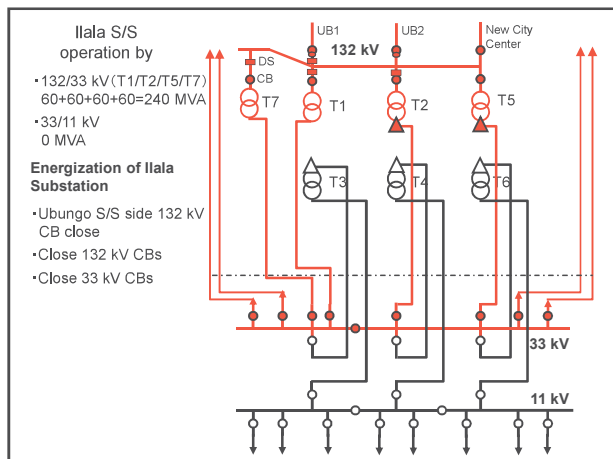 Ilala S/S
operation by
・132/33 kV(T1/T2/T5/T7)
60+60+60+60=240 MVA
・33/11 kV
0 MVA
Energization of Ilala
Substation
・Ubungo S/S side 132 kV
CB close
・Close 132 kV CBs
・Close 33 kV CBs
UB1
UB2
New City
Center
132 kV
DS
CB
T7
T1
T2
T5
T3
T4
T6
33 kV
11 kV